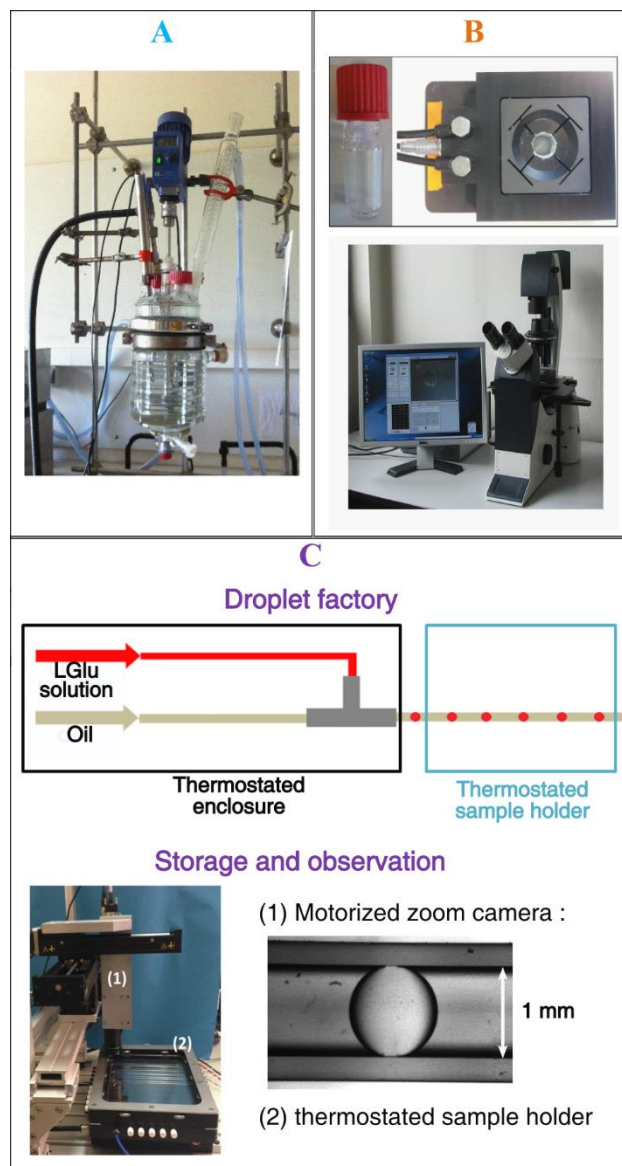 A
B
C
Droplet factory
LGlu
solution
Oil
Thermostated
enclosure
Thermostated
sample holder
Storage and observation
(1) Motorized zoom camera :
(1)
(2)
1 mm
(2) thermostated sample holder